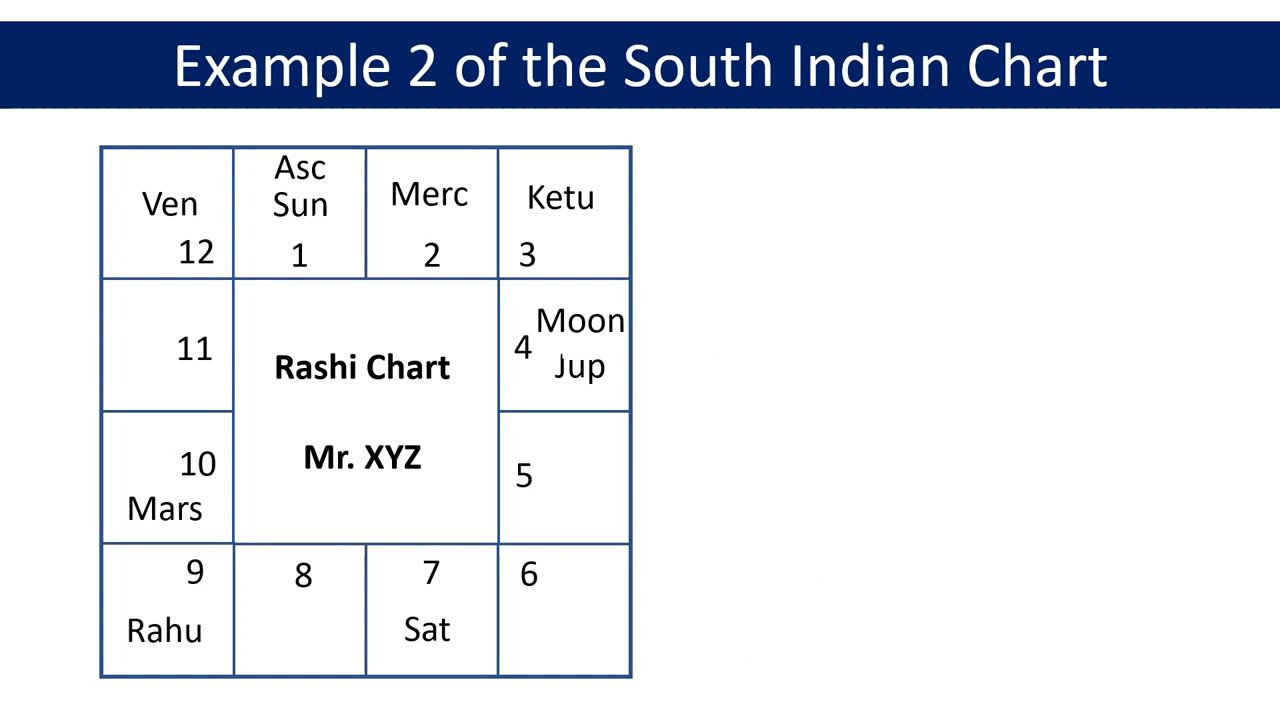 Example 2 of the South Indian Chart
Ven
12
Asc
Sun
1
Merc
2
Ketu
3
11
Rashi Chart
Mr. XYZ
4
Moon
Jup
10
Mars
5
9
Rahu
8
7
Sat
6